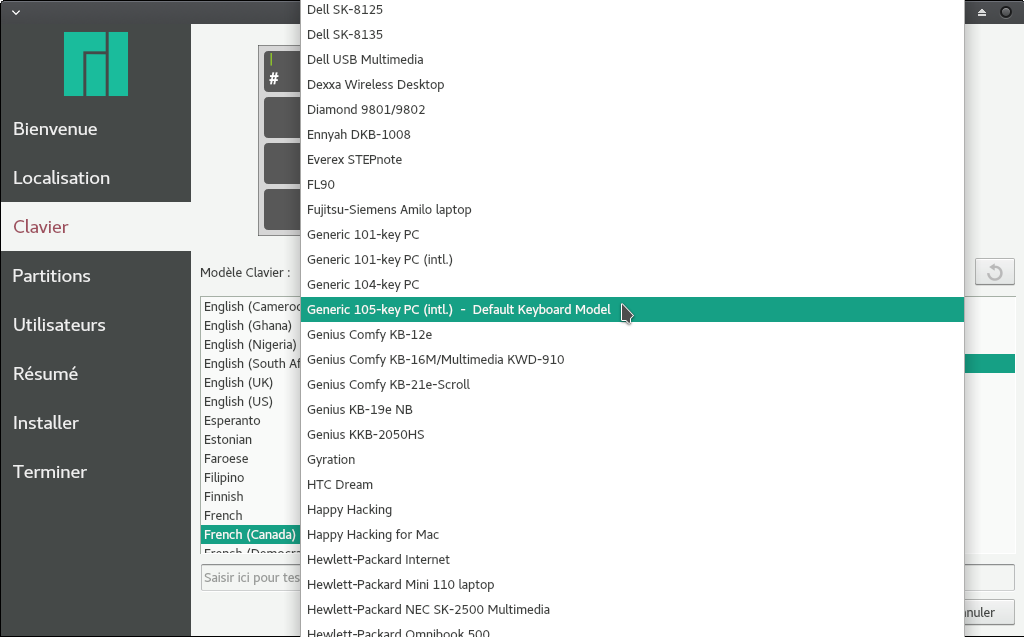 Bienvenue
Localisation
Clavier
Partitions
Utilisateurs
Résumé
Installer
Terminer
|
#
Modèle Clavier :
Dell SK-8125
Dell SK-8135
Dell USB Multimedia
Dexxa Wireless Desktop
Diamond 9801/9802
Ennyah DKB-1008
Everex STEPnote
FL90
Fujitsu-Siemens Amilo laptop
Generic 101-key PC
Generic 101-key PC (intl.)
Generic 104-key PC
Generic 105-key PC (intl.) - Default Keyboard Model
Genius Comfy KB-12e
Genius Comfy KB-16M/Multimedia KWD-910
Genius Comfy KB-21e-Scroll
Genius KB-19e NB
Genius KKB-2050HS
Gyration
HTC Dream
Happy Hacking
Happy Hacking for Mac
Hewlett-Packard Internet
Hewlett-Packard Mini 110 laptop
Hewlett-Packard NEC SK-2500 Multimedia
Hewlett-Packard Omnibook 500
English (Cameroo
English (Ghana)
English (Nigeria)
English (South Af
English (UK)
English (US)
Esperanto
Estonian
Faroese
Filipino
Finnish
French
French (Canada)
French (Democra
Saisir ici pour tes
nuler